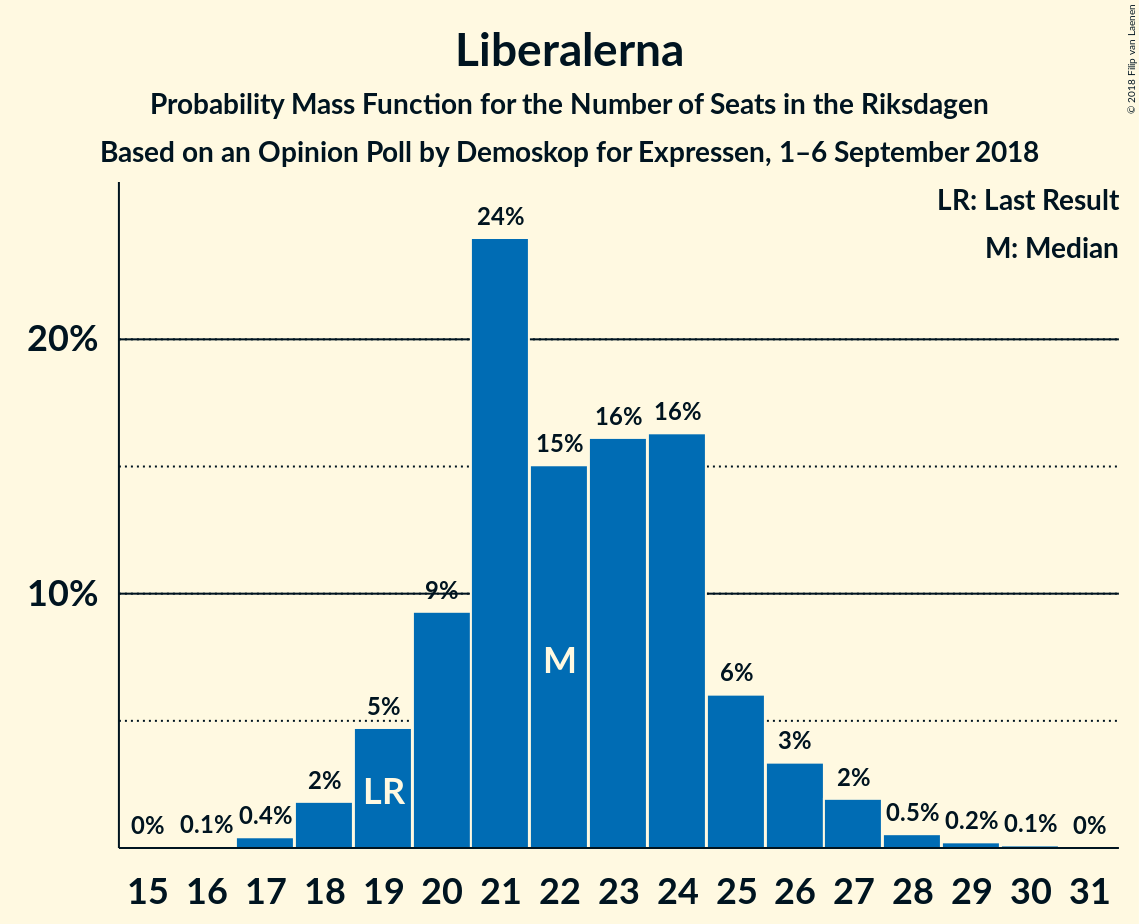 © 2018 Filip van Laenen
Liberalerna
Probability Mass Function for the Number of Seats in the Riksdagen
Based on an Opinion Poll by Demoskop for Expressen, 1–6 September 2018
LR: Last Result
M: Median
24%
20%
16% 16%
15%
10%
9%
M
6%
5%
3%
2% LR 2%
0% 0.1% 0.4% 0.5% 0.2% 0.1% 0%
15 16 17 18 19 20 21 22 23 24 25 26 27 28 29 30 31